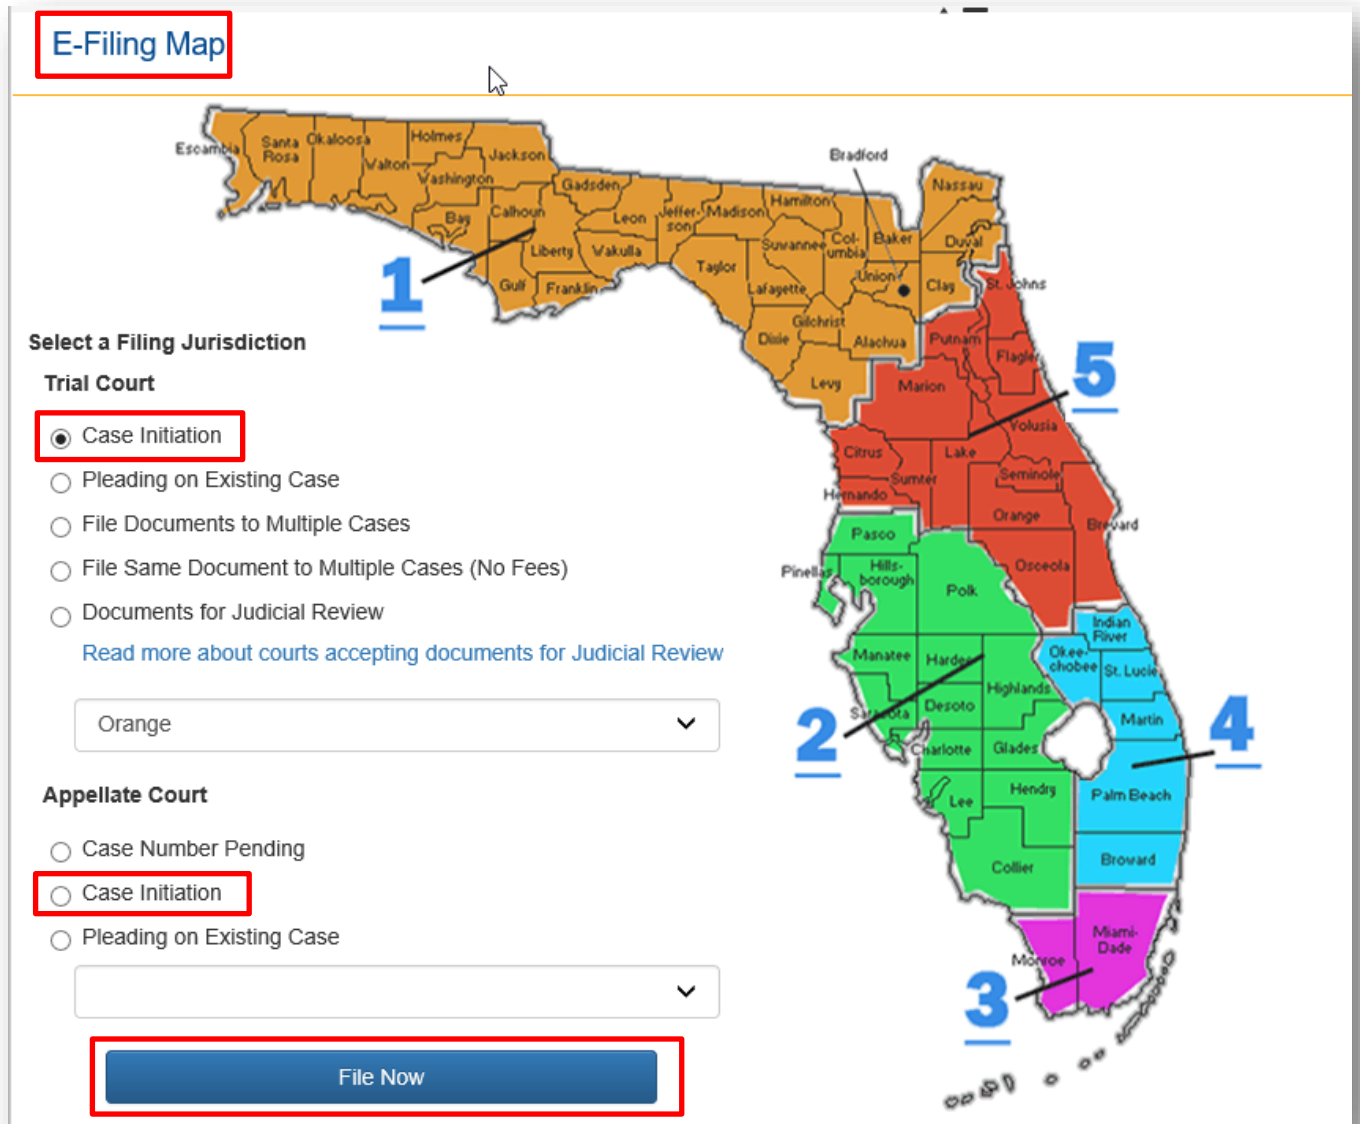 E-Filing Map
Escambia
Santa
Rosa
Okaloosa
Holmes
Walton
Washington
Jackson
Bay
Calhoun
Gadsden
Liberty
Gulf
Franklin
Leon
Wakulla
Jeffer-
son
Madison
Taylor
Hamilton
Suwannee
Lafayette
Dixie
Col-
umbia
Gilchrist
Levy
Bradford
Baker
Union
Alachua
Nassau
Duval
Clay
1
St. Johns
Putnam
Flagler
Marion
Volusia
Citrus
Lake
Sumter
Seminole
Hernando
Orange
Brevard
Osceola
5
Pasco
Pinellas
Hills-
borough
Polk
Manatee
Hardee
Highlands
Sarasota
Desoto
Charlotte
Glades
Lee
Hendry
Collier
2
Indian
River
Okee-
chobee
St. Lucie
Martin
Palm Beach
Broward
4
Miami-
Dade
Monroe
3
Select a Filing Jurisdiction
Trial Court
Case Initiation
Pleading on Existing Case
File Documents to Multiple Cases
File Same Document to Multiple Cases (No Fees)
Documents for Judicial Review
Read more about courts accepting documents for Judicial Review
Orange
Appellate Court
Case Number Pending
Case Initiation
Pleading on Existing Case
File Now